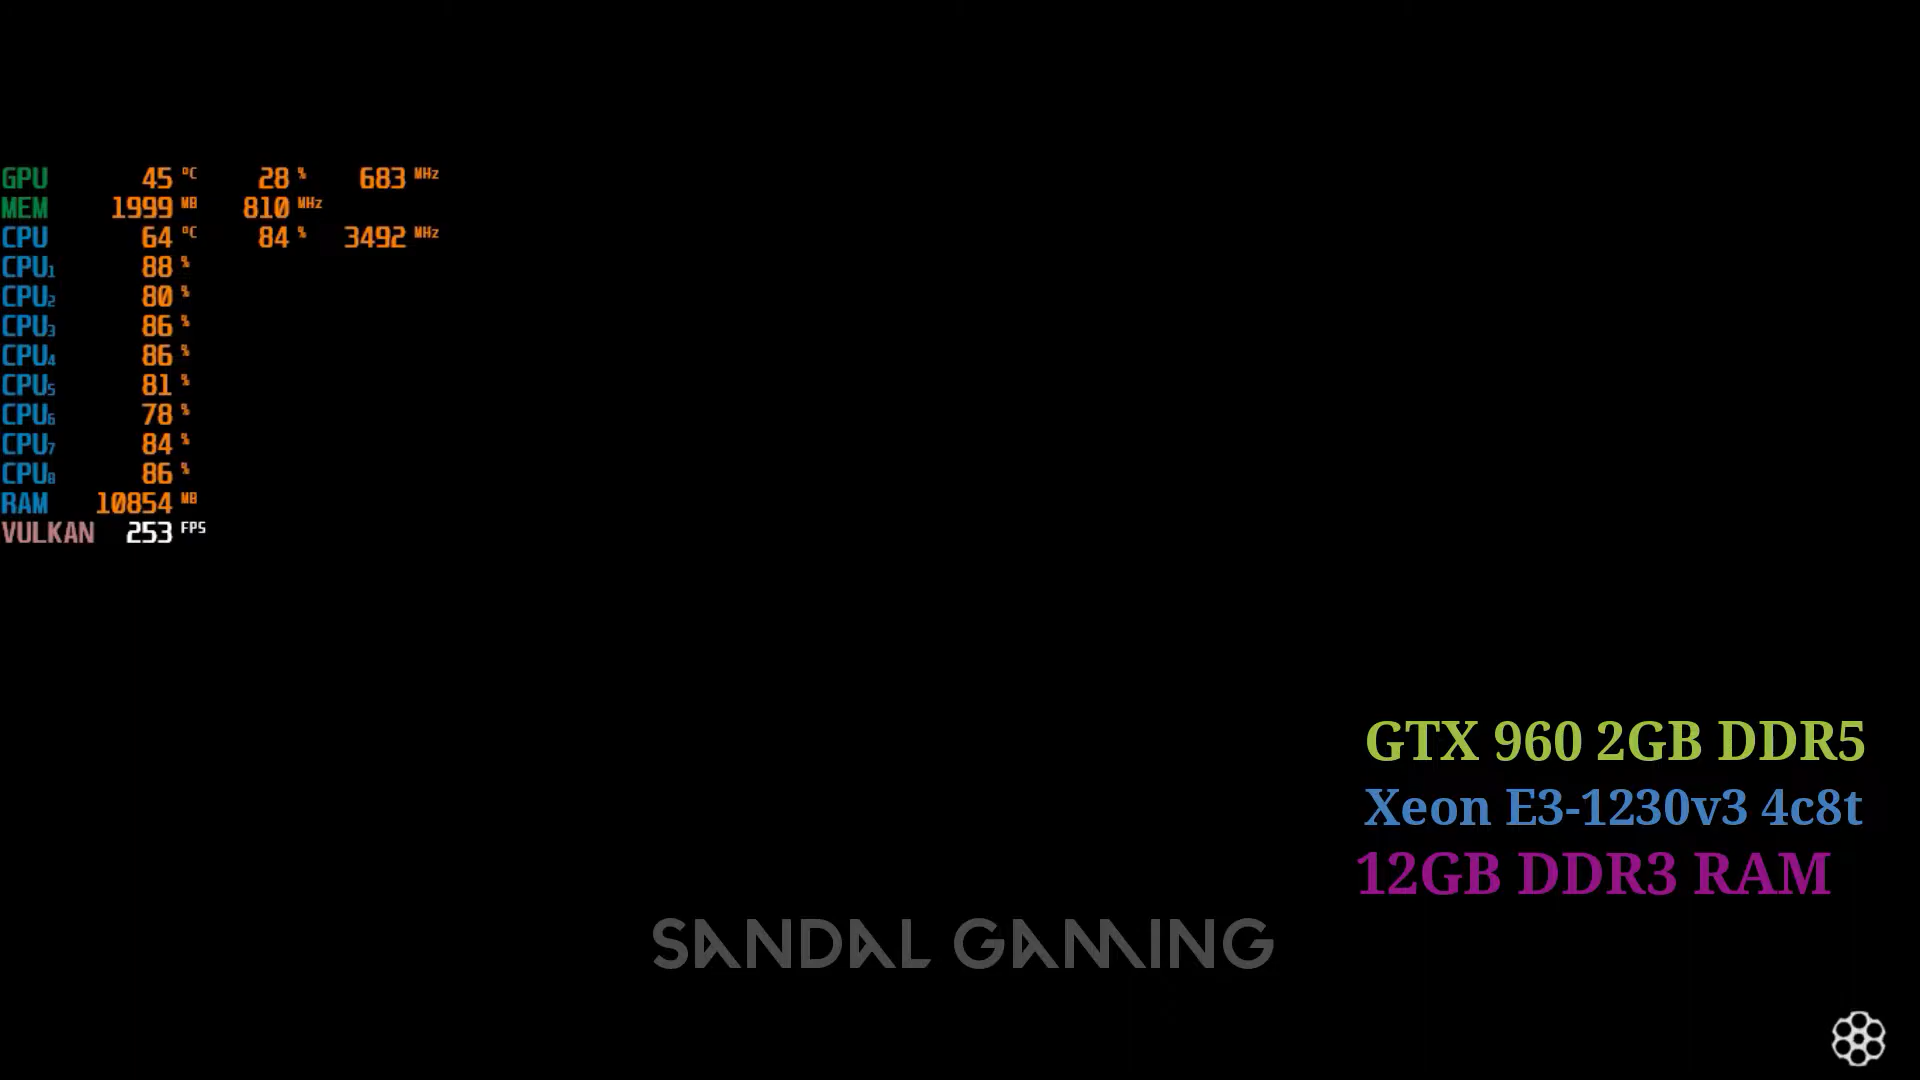 GPU 45 °C 28 % 683 MHz
MEM 1999 MB 810 MHz
CPU 64 °C 84 % 3492 MHz
CPU1 88 %
CPU2 80 %
CPU3 86 %
CPU4 86 %
CPU5 81 %
CPU6 78 %
CPU7 84 %
CPU8 86 %
RAM 10854 MB
VULKAN 253 FPS
GTX 960 2GB DDR5
Xeon E3-1230v3 4c8t
12GB DDR3 RAM
SANDAL GAMING